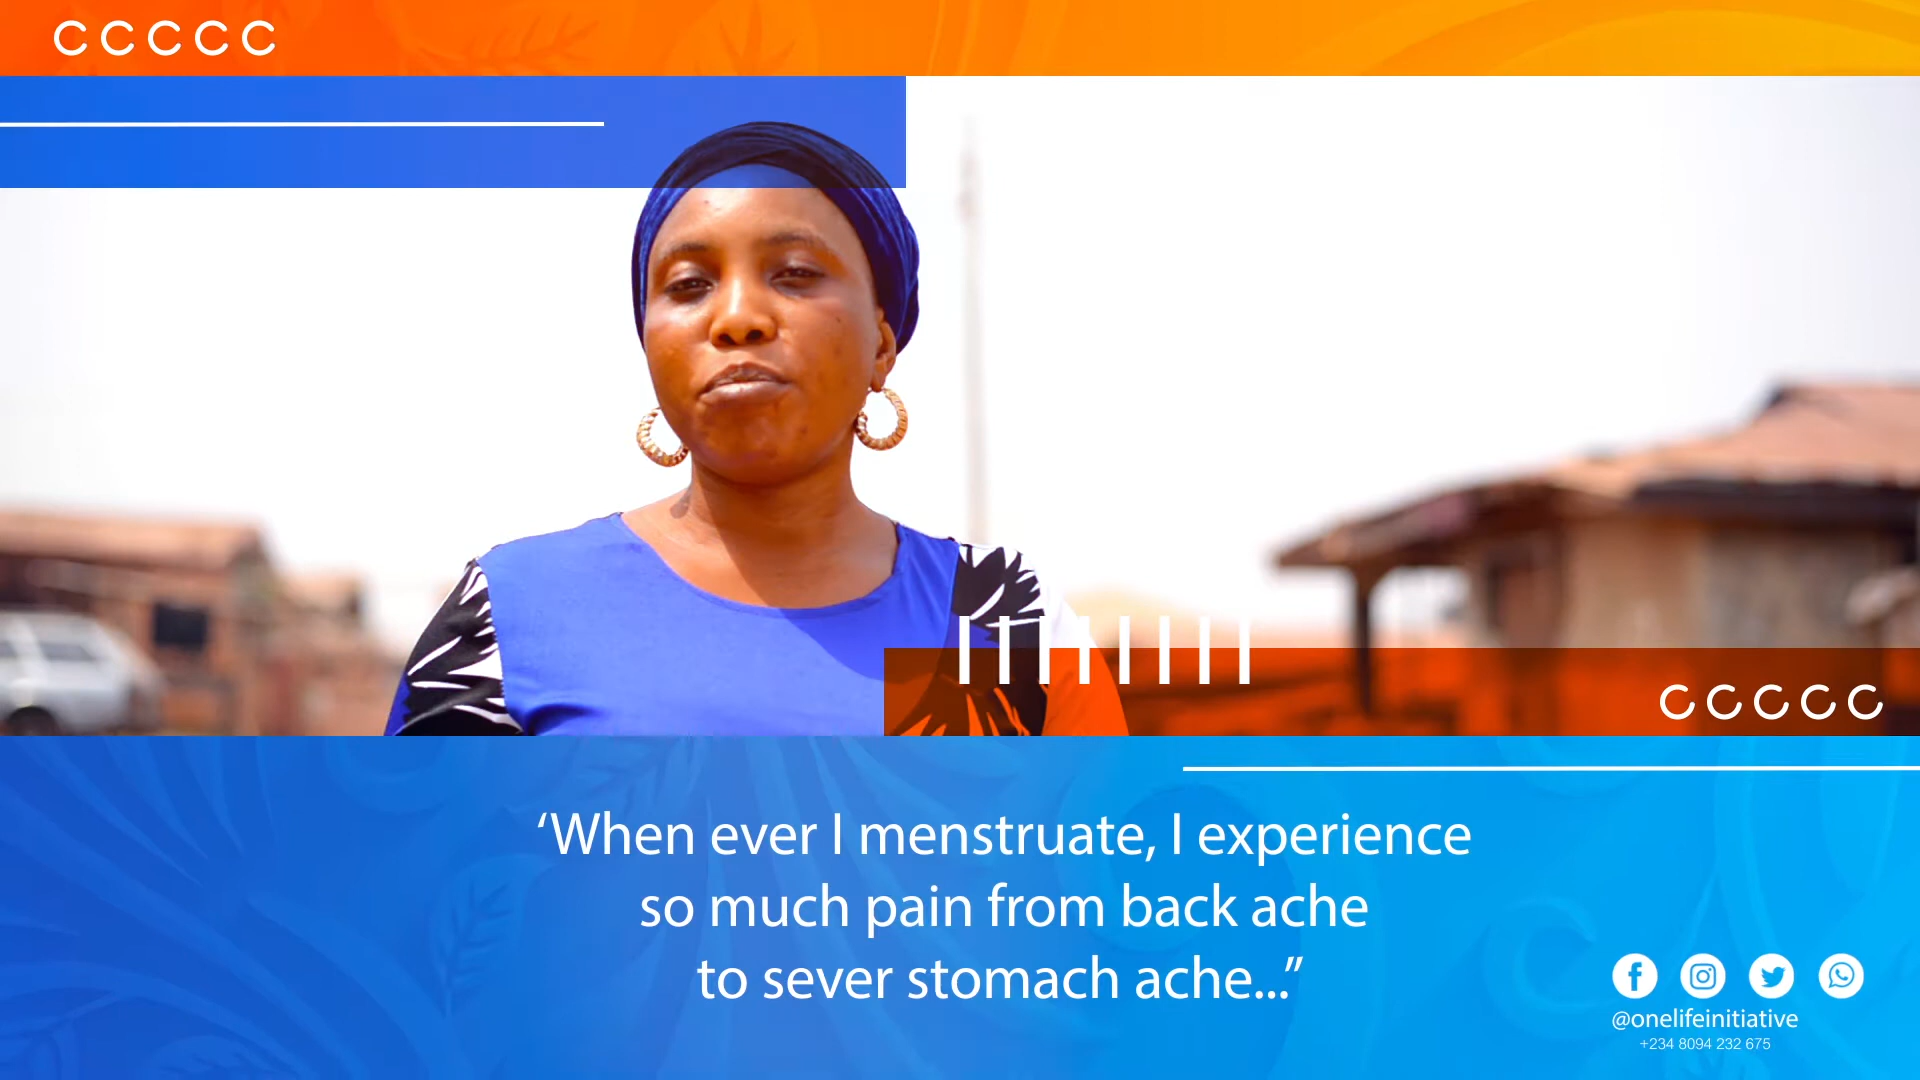 ‘When ever I menstruate, I experience
so much pain from back ache
to sever stomach ache...”
@onelifeinitiative
+234 8094 232 675